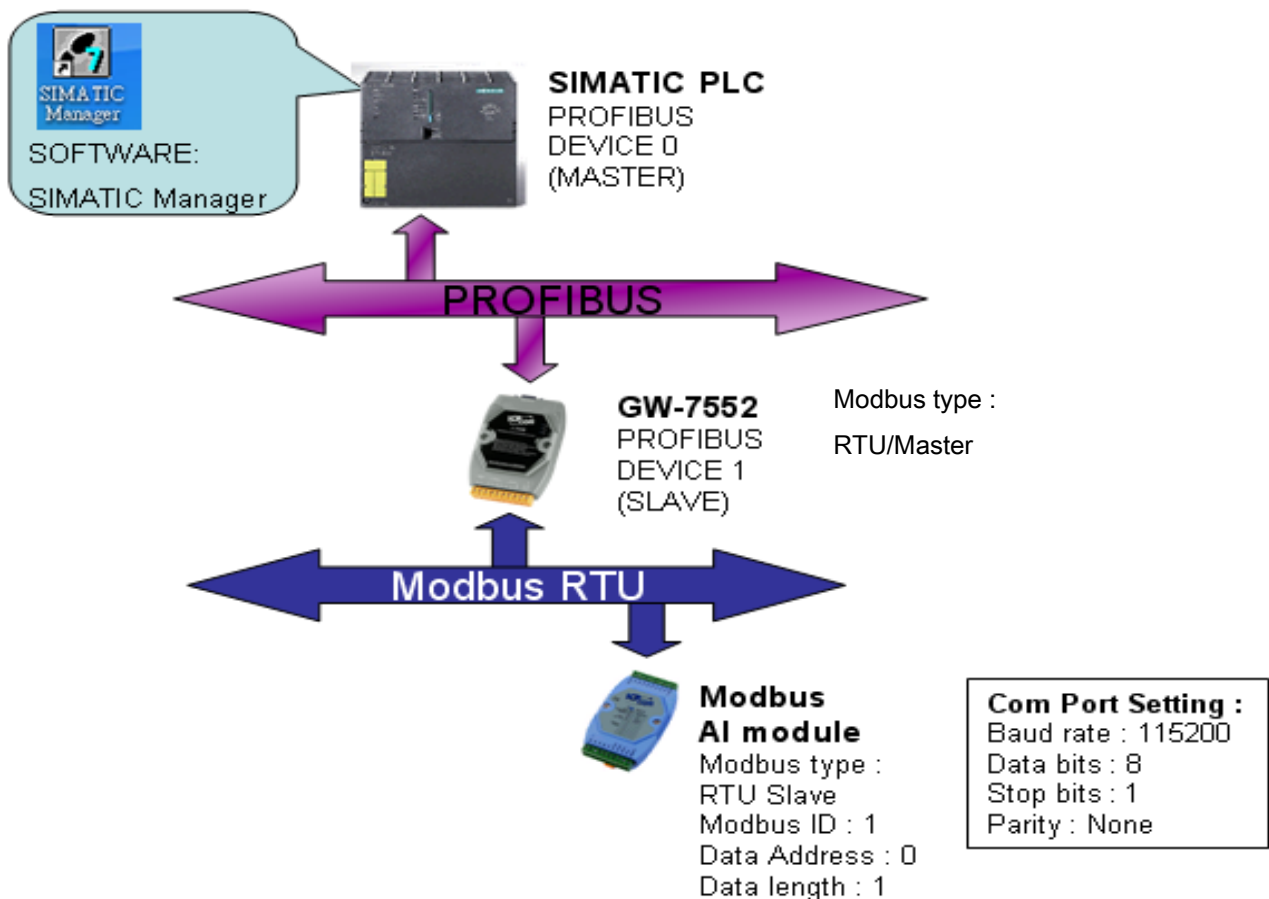 SIMATIC
Manager
SOFTWARE:
SIMATIC Manager
SIMATIC PLC
PROFIBUS
DEVICE 0
(MASTER)
PROFIBUS
GW-7552
PROFIBUS
DEVICE 1
(SLAVE)
Modbus type :
RTU/Master
Modbus RTU
Modbus
AI module
Modbus type :
RTU Slave
Modbus ID : 1
Data Address : 0
Data length : 1
Com Port Setting :
Baud rate : 115200
Data bits : 8
Stop bits : 1
Parity : None